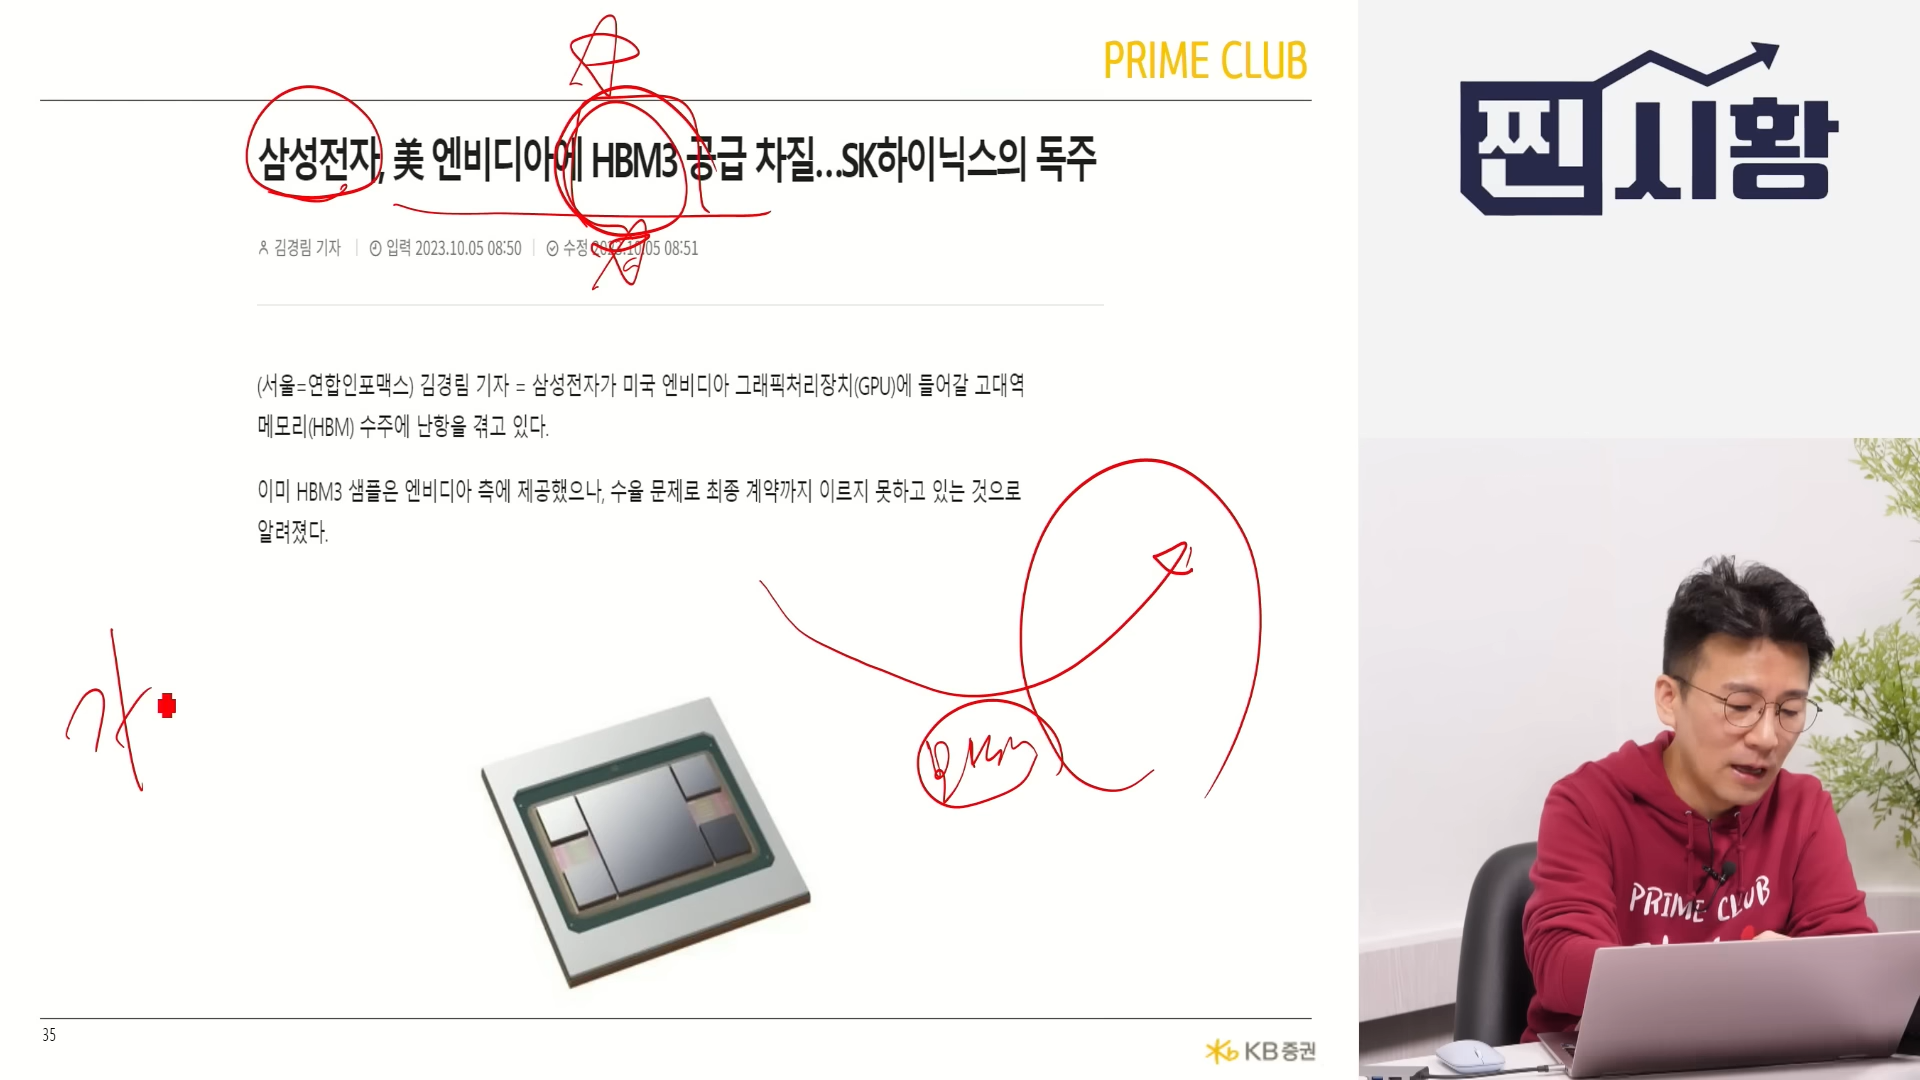 PRIME CLUB
삼성전자, 美 엔비디아에 HBM3 공급 차질...SK하이닉스의 독주
김경림 기자 입력 2023.10.05 08:50 수정 2023.10.05 08:51
(서울=연합인포맥스) 김경림 기자 = 삼성전자가 미국 엔비디아 그래픽처리장치(GPU)에 들어갈 고대역
메모리(HBM) 수주에 난항을 겪고 있다.
이미 HBM3 샘플은 엔비디아 측에 제공했으나, 수율 문제로 최종 계약까지 이르지 못하고 있는 것으로
알려졌다.
35
KB증권
찐시황
PRIME CLUB